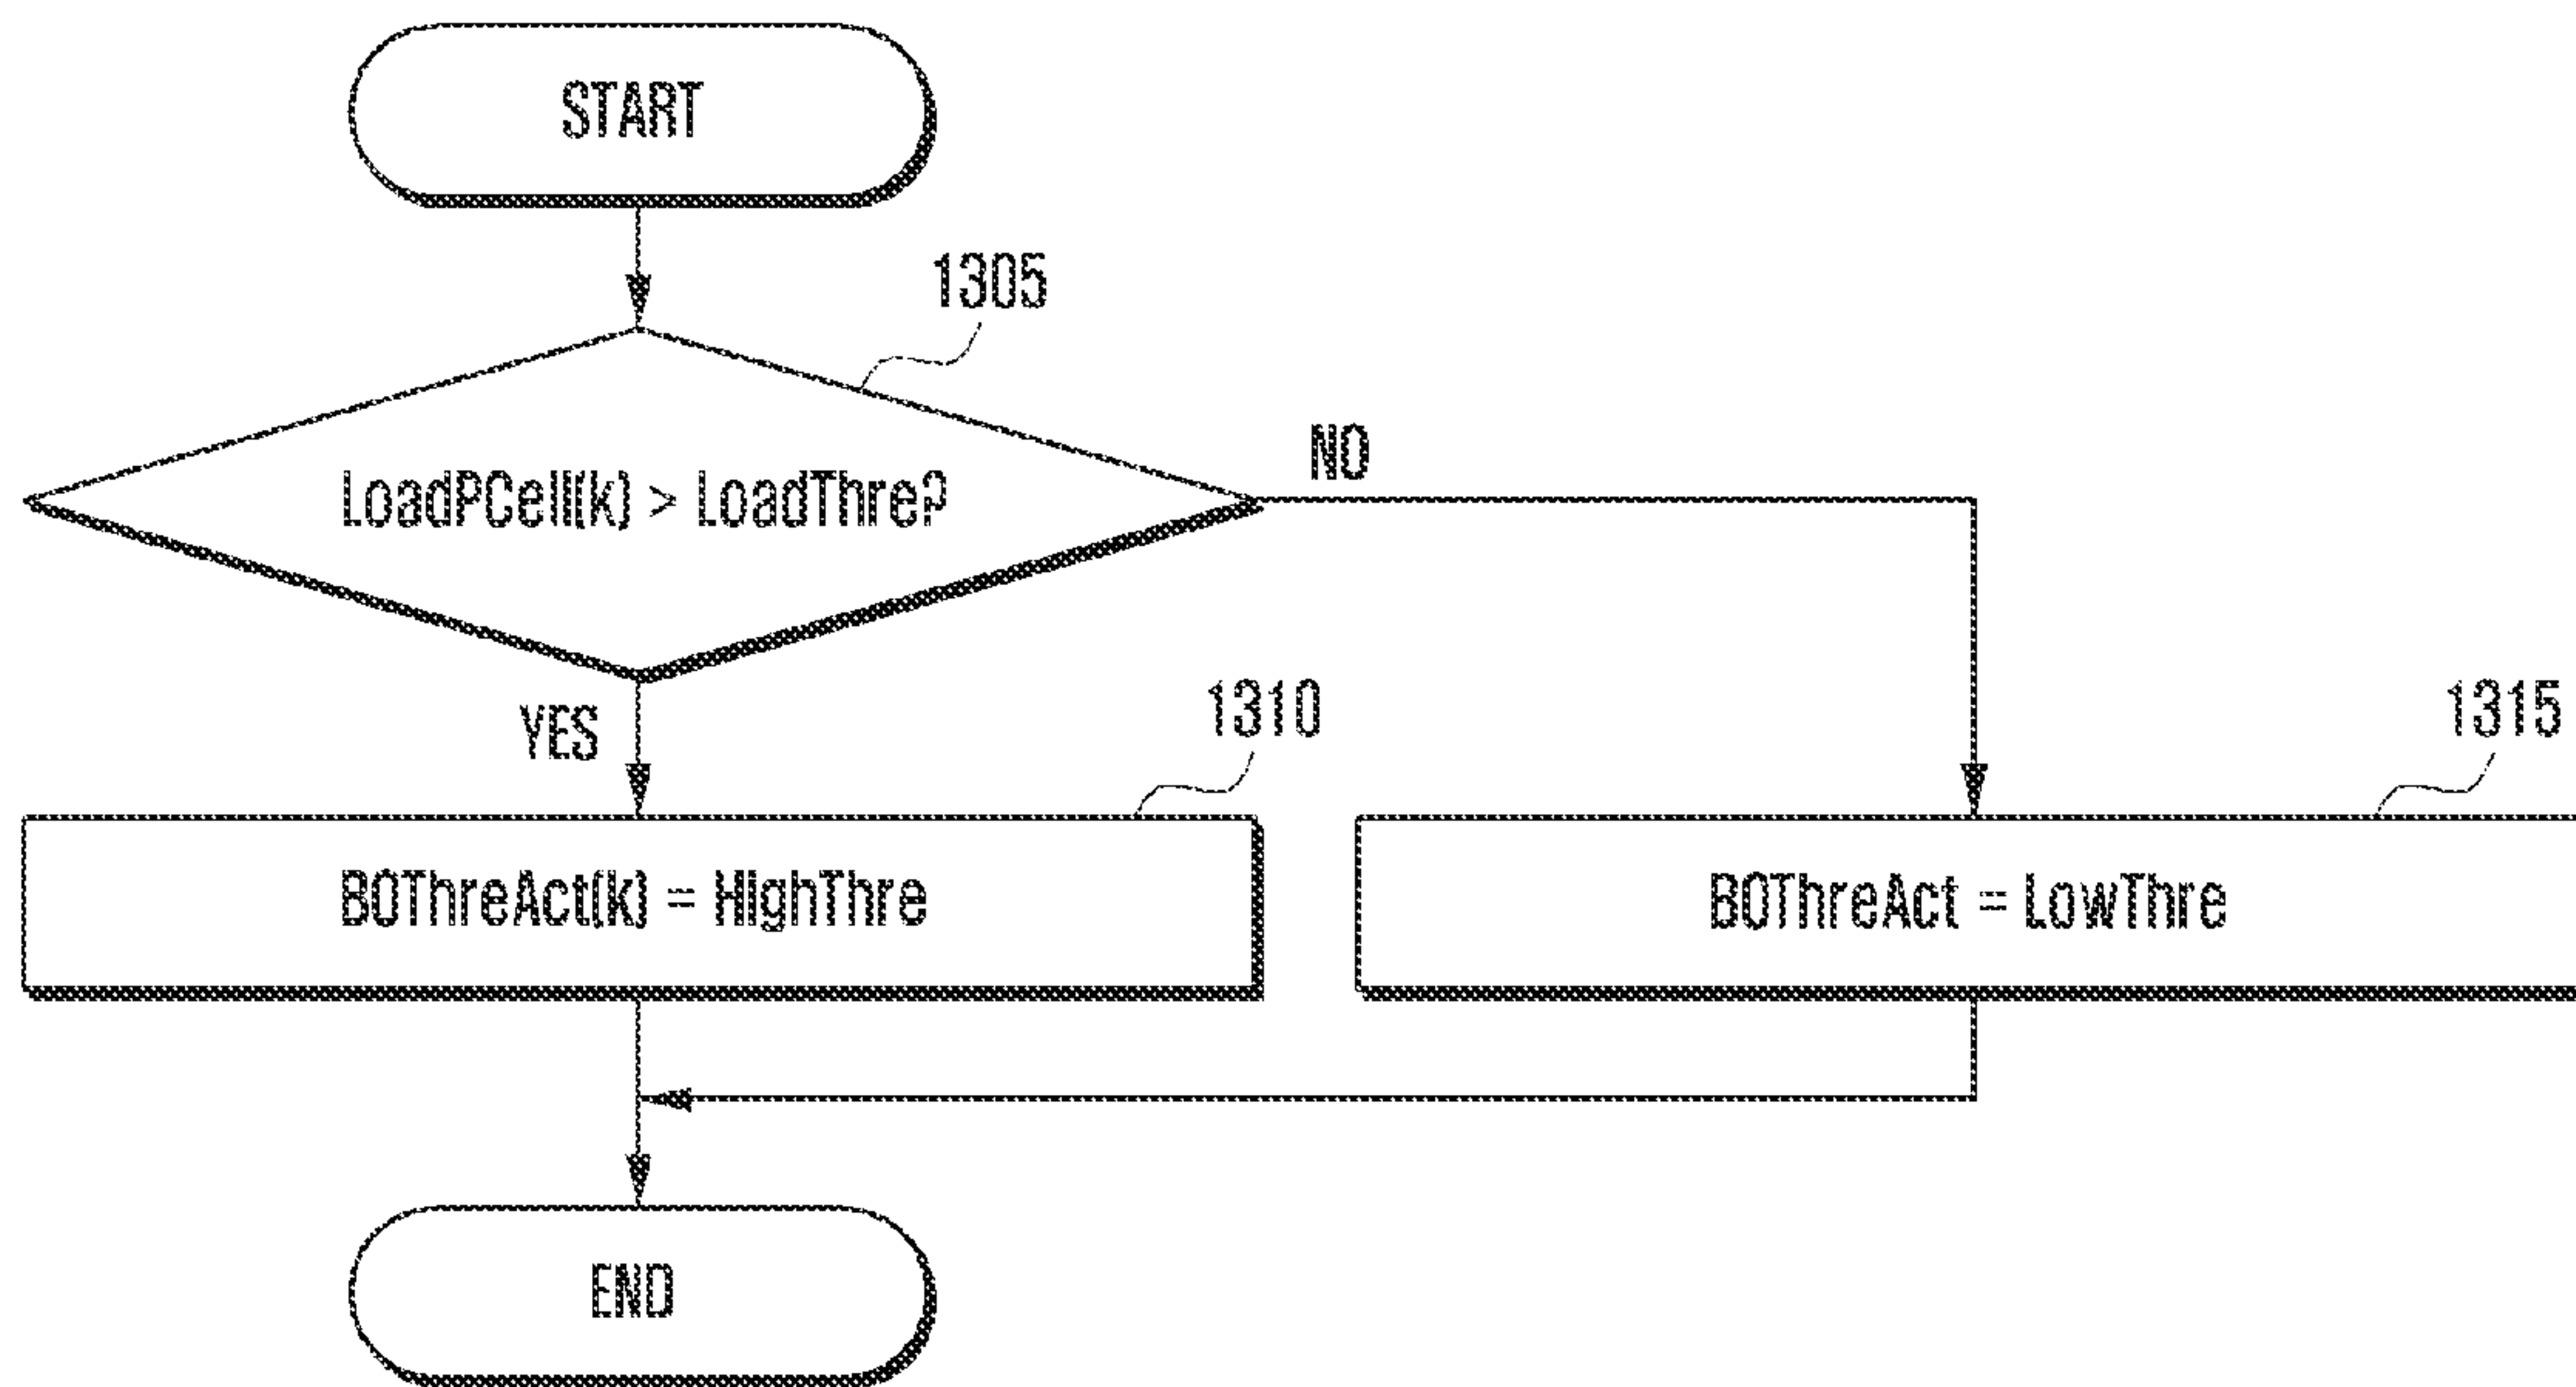 START
1305
LoadPCell(k) > LoadThre?
NO
YES
1310
1315
BOThreAct(k) = HighThre
BOThreAct = LowThre
END